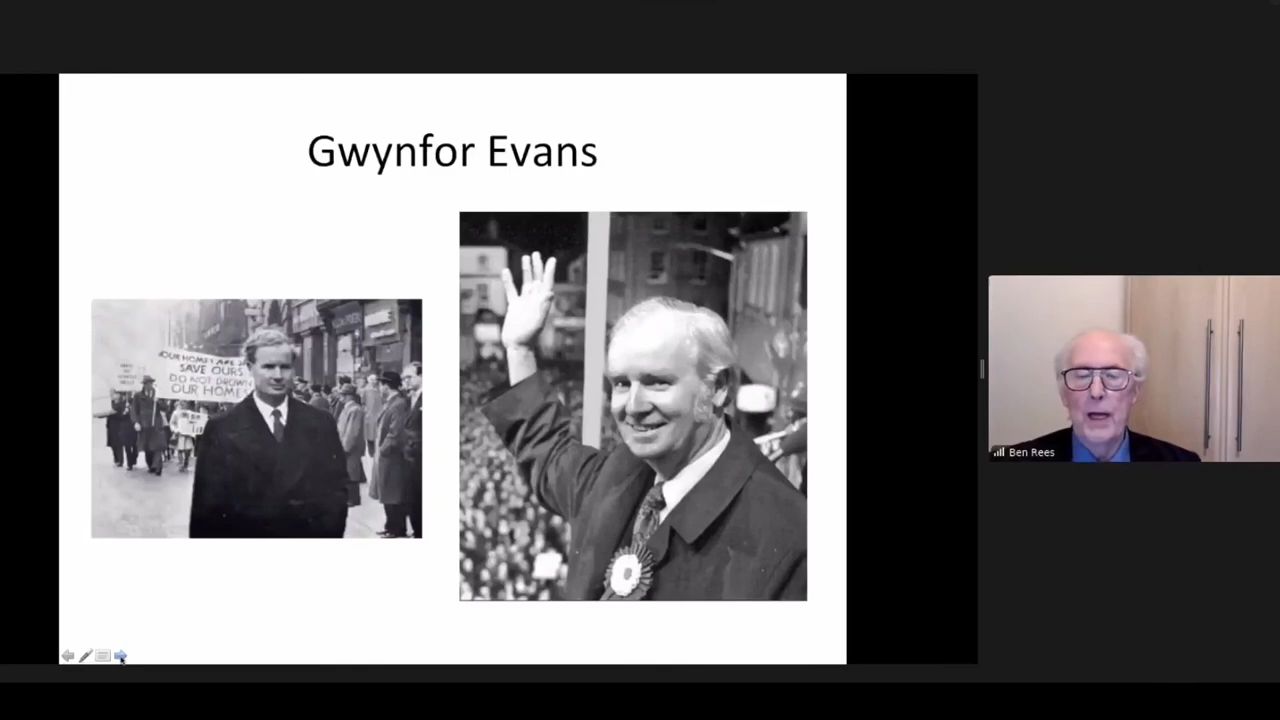 Gwynfor Evans
OUR HOMES ARE
SAVE OURS
DO NOT DROWN
OUR HOMES
Ben Rees